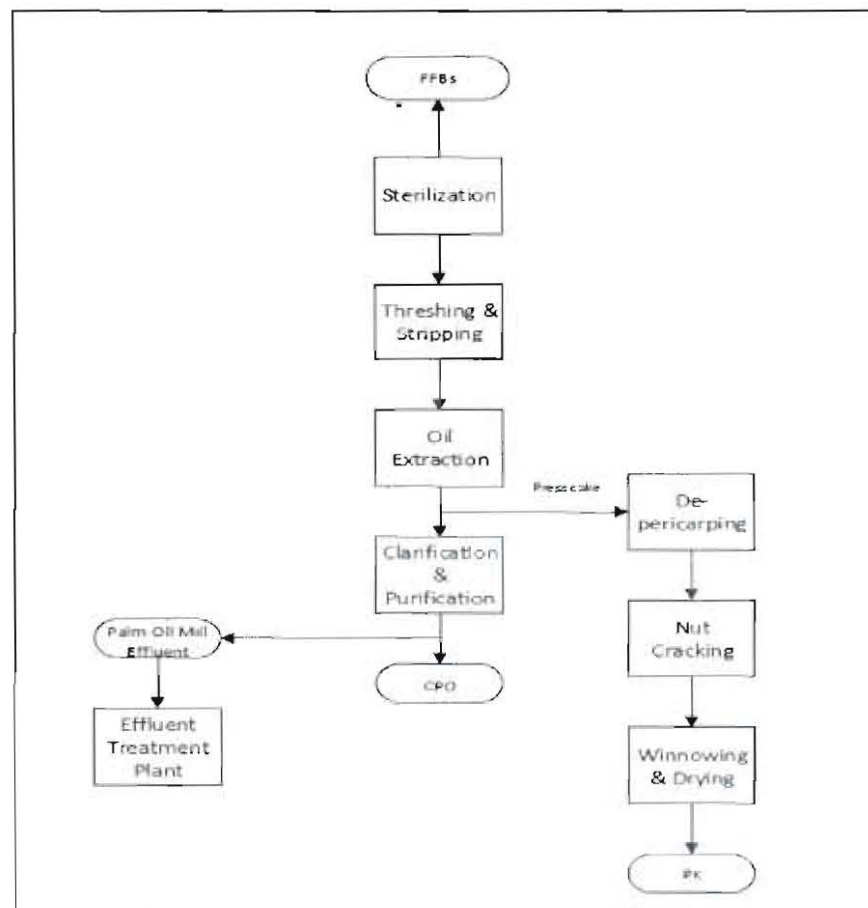 FFBs
Sterilization
Threshing &
Stripping
Oil
Extraction
Press cake
De-
pericarping
Clarification
&
Purification
Palm Oil Mill
Effluent
CPO
Nut
Cracking
Effluent
Treatment
Plant
Winnowing
& Drying
PK